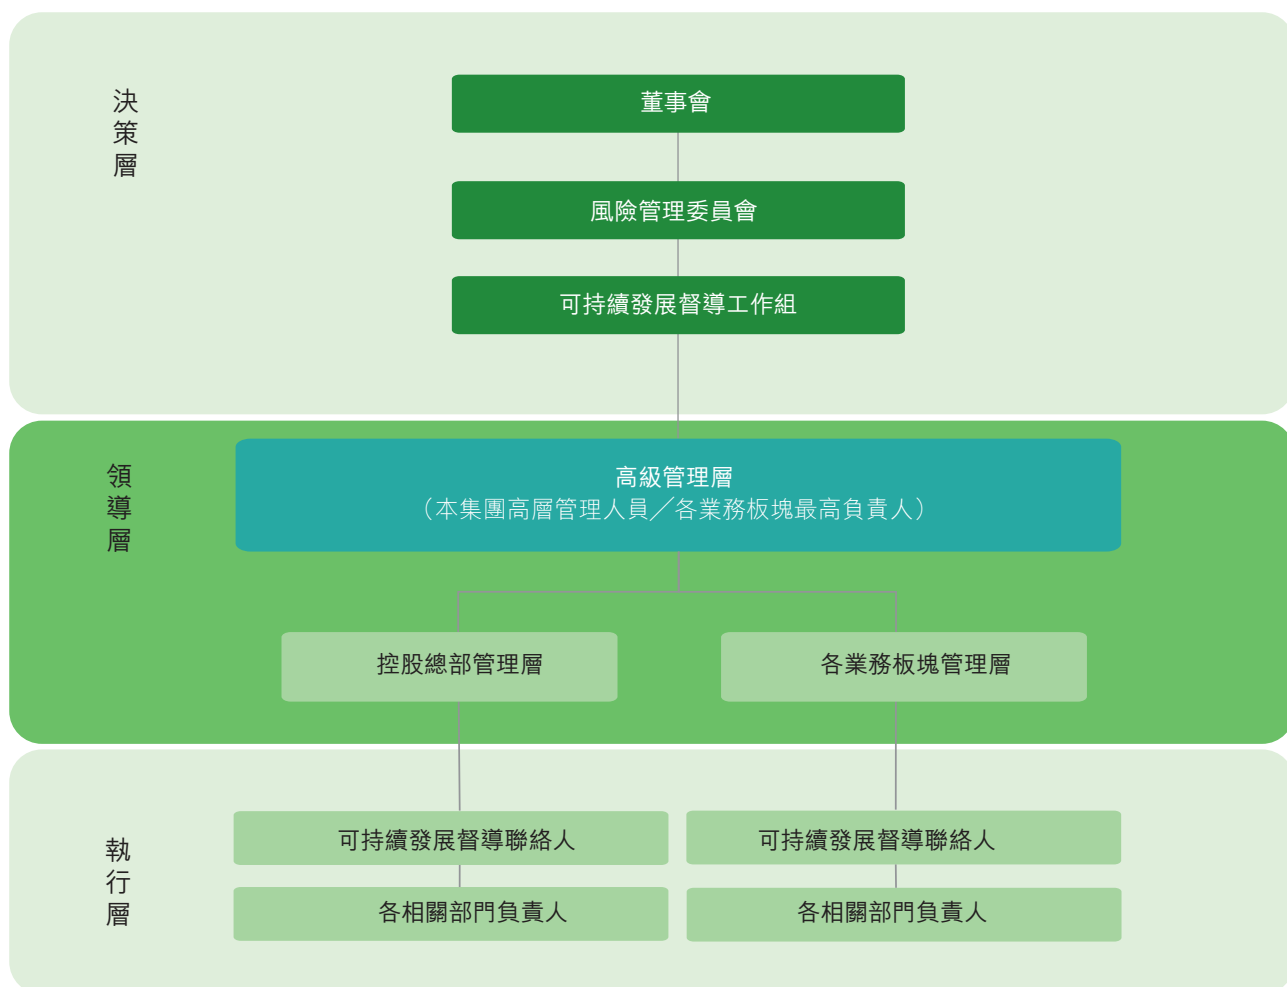 決策層
董事會
風險管理委員會
可持續發展督導工作組
領導層
高級管理層
（本集團高層管理人員／各業務板塊最高負責人）
控股總部管理層
各業務板塊管理層
執行層
可持續發展督導聯絡人
可持續發展督導聯絡人
各相關部門負責人
各相關部門負責人